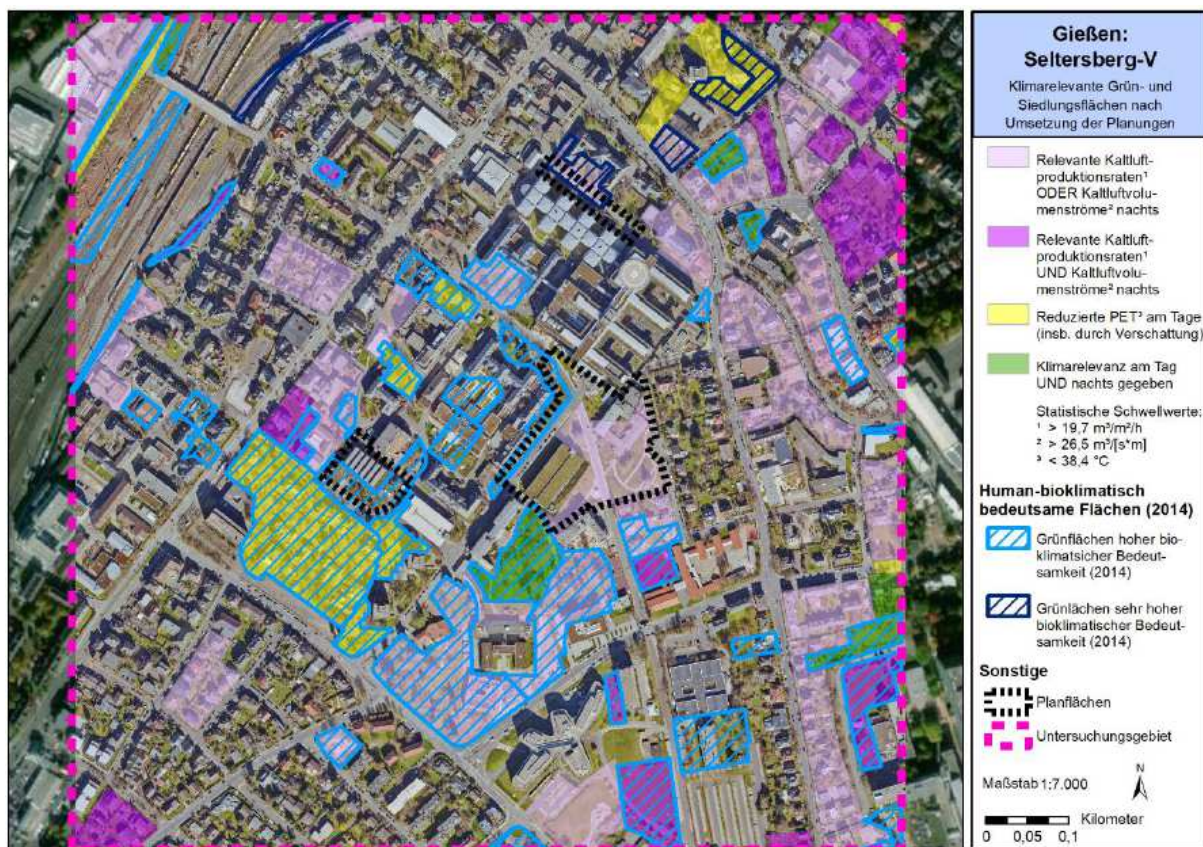 Gießen:
Seltersberg-V
Klimarelevante Grün- und
Siedlungsflächen nach
Umsetzung der Planungen
Relevante Kaltluft-
produktionsraten¹
ODER Kaltluftvolu-
menströme² nachts
Relevante Kaltluft-
produktionsraten¹
UND Kaltluftvolu-
menströme² nachts
Reduzierte PET³ am Tage
(insb. durch Verschattung)
Klimarelevanz am Tag
UND nachts gegeben
Statistische Schwellwerte:
¹ > 19,7 m³/m²/h
² > 26,5 m³/[s*m]
³ < 38,4 °C
Human-bioklimatisch
bedeutsame Flächen (2014)
Grünflächen hoher bio-
klimatsicher Bedeut-
samkeit (2014)
Grünlächen sehr hoher
bioklimatischer Bedeut-
samkeit (2014)
Sonstige
Planflächen
Untersuchungsgebiet
Maßstab 1:7.000
N
Kilometer
0 0,05 0,1